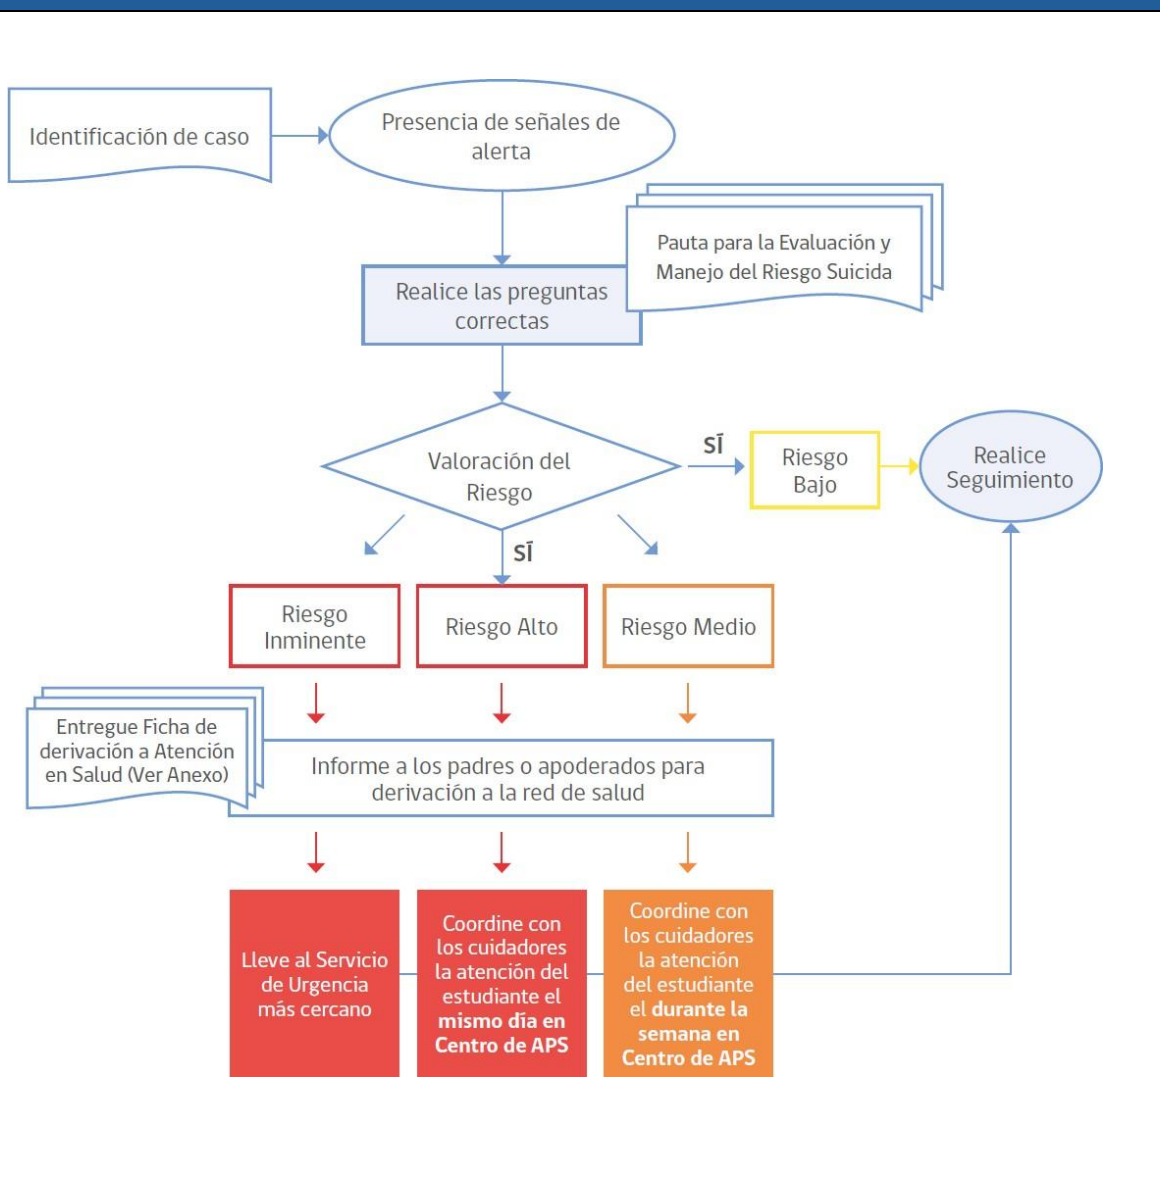 Identificación de caso
Presencia de señales de
alerta
Pauta para la Evaluación y
Manejo del Riesgo Suicida
Realice las preguntas
correctas
Valoración del
Riesgo
SÍ
Riesgo
Bajo
Realice
Seguimiento
SÍ
Riesgo
Inminente
Riesgo Alto
Riesgo Medio
Entregue Ficha de
derivación a Atención
en Salud (Ver Anexo)
Informe a los padres o apoderados para
derivación a la red de salud
Lleve al Servicio
de Urgencia
más cercano
Coordine con
los cuidadores
la atención del
estudiante el
mismo día en
Centro de APS
Coordine con
los cuidadores
la atención
del estudiante
el durante la
semana en
Centro de APS